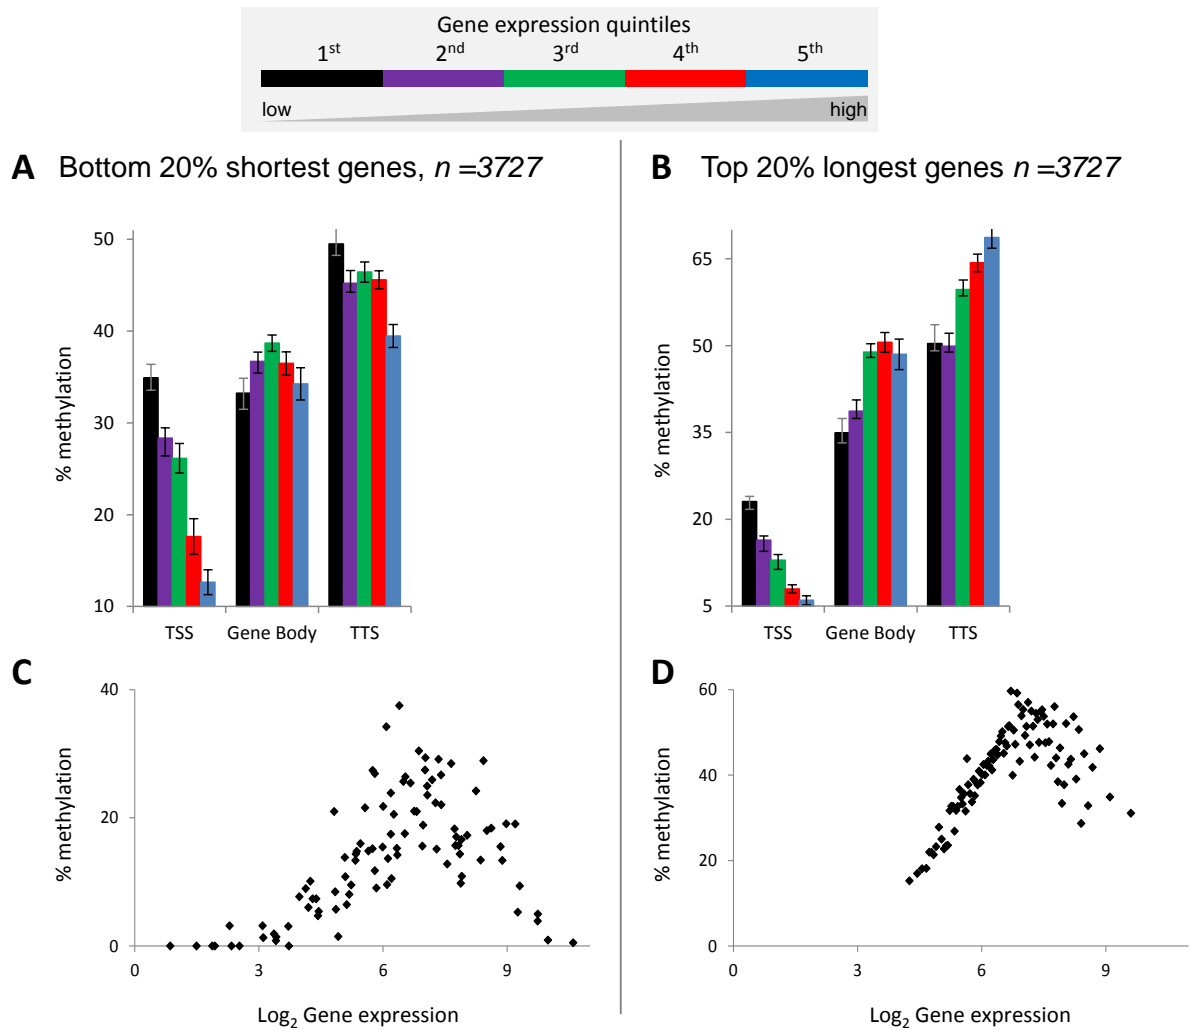 Gene expression quintiles
1st 2nd 3rd 4th 5th
low high
A Bottom 20% shortest genes, n =3727
B Top 20% longest genes n =3727
% methylation
50
40
30
20
10
TSS Gene Body TTS
% methylation
65
50
35
20
5
TSS Gene Body TTS
C
% methylation
40
20
0
0 3 6 9
Log2 Gene expression
D
% methylation
60
40
20
0
0 3 6 9
Log2 Gene expression